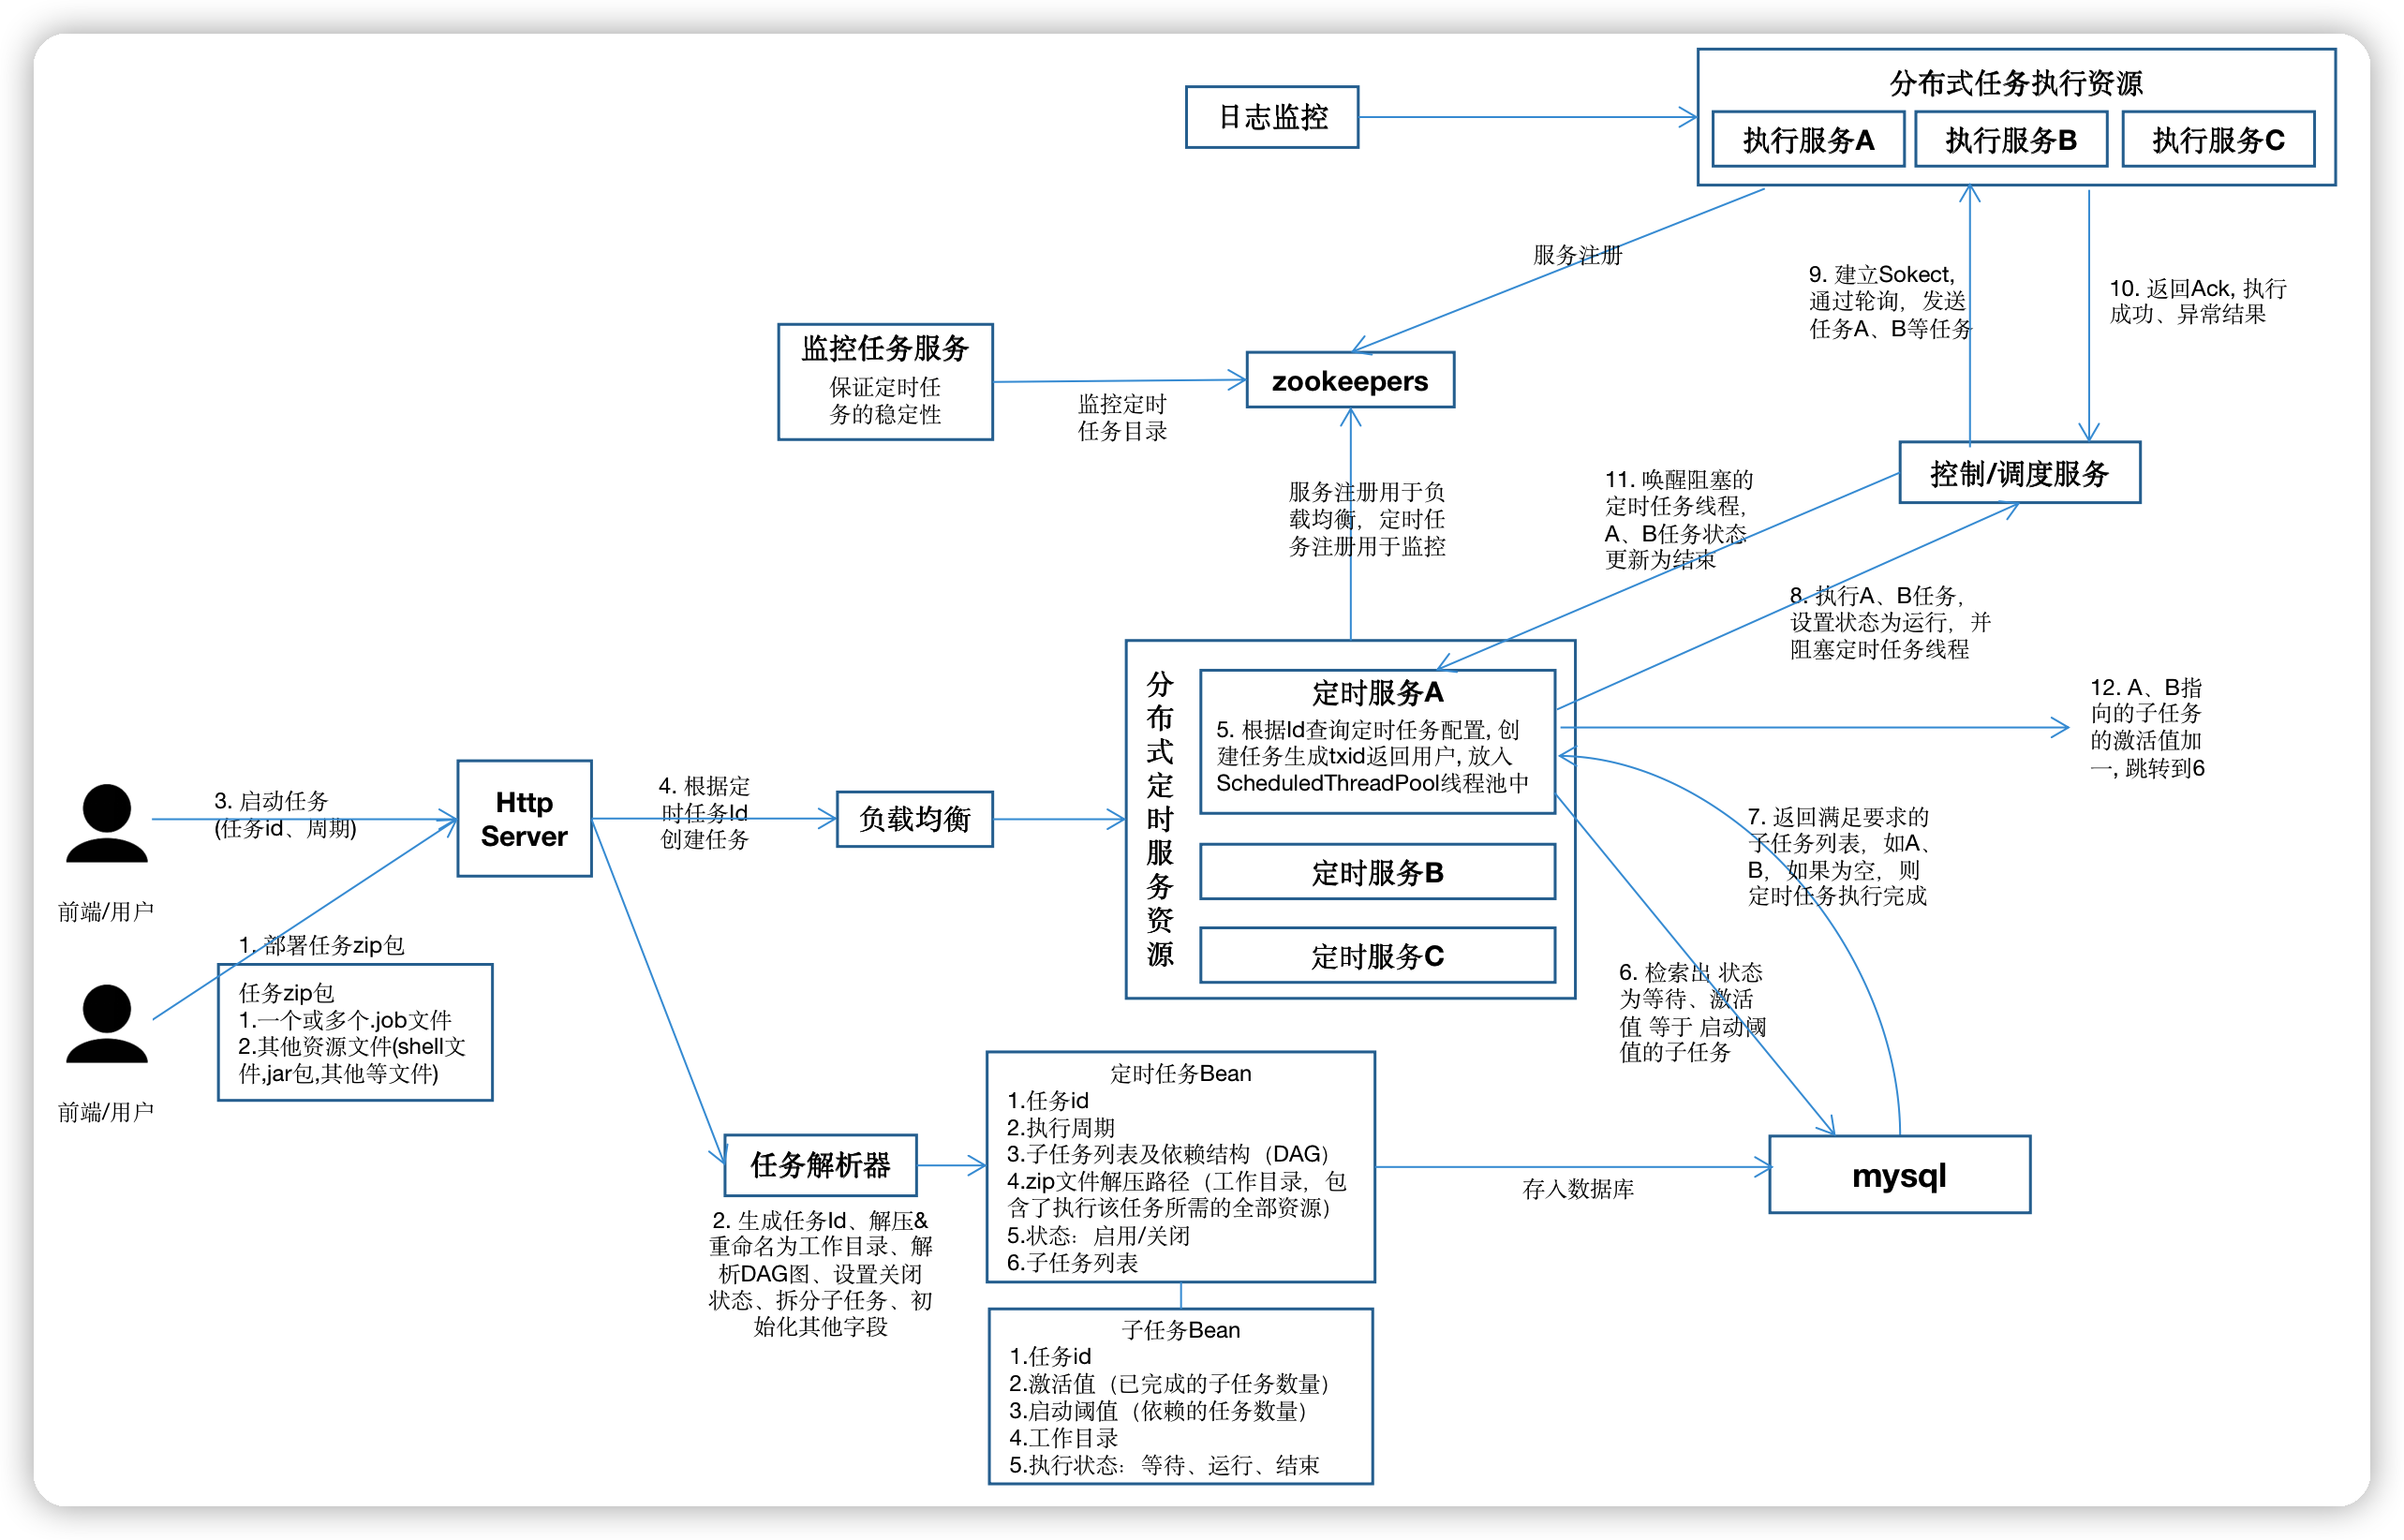 分布式任务执行资源
日志监控
执行服务A
执行服务B
执行服务C
服务注册
9. 建立Sokect,
通过轮询，发送
任务A、B等任务
10. 返回Ack, 执行
成功、异常结果
监控任务服务
保证定时任
务的稳定性
监控定时
任务目录
zookeepers
控制/调度服务
服务注册用于负
载均衡，定时任
务注册用于监控
11. 唤醒阻塞的
定时任务线程，
A、B任务状态
更新为结束
8. 执行A、B任务，
设置状态为运行，并
阻塞定时任务线程
分布式定时服务资源
定时服务A
5. 根据Id查询定时任务配置, 创
建任务生成txid返回用户, 放入
ScheduledThreadPool线程池中
定时服务B
定时服务C
12. A、B指
向的子任务
的激活值加
一, 跳转到6
3. 启动任务
(任务id、周期)
前端/用户
Http
Server
4. 根据定
时任务Id
创建任务
负载均衡
7. 返回满足要求的
子任务列表，如A、
B，如果为空，则
定时任务执行完成
1. 部署任务zip包
任务zip包
1.一个或多个.job文件
2.其他资源文件(shell文
件,jar包,其他等文件)
前端/用户
6. 检索出 状态
为等待、激活
值 等于 启动阈
值的子任务
任务解析器
2. 生成任务Id、解压&
重命名为工作目录、解
析DAG图、设置关闭
状态、拆分子任务、初
始化其他字段
定时任务Bean
1.任务id
2.执行周期
3.子任务列表及依赖结构（DAG）
4.zip文件解压路径（工作目录，包
含了执行该任务所需的全部资源）
5.状态：启用/关闭
6.子任务列表
存入数据库
mysql
子任务Bean
1.任务id
2.激活值（已完成的子任务数量）
3.启动阈值（依赖的任务数量）
4.工作目录
5.执行状态：等待、运行、结束